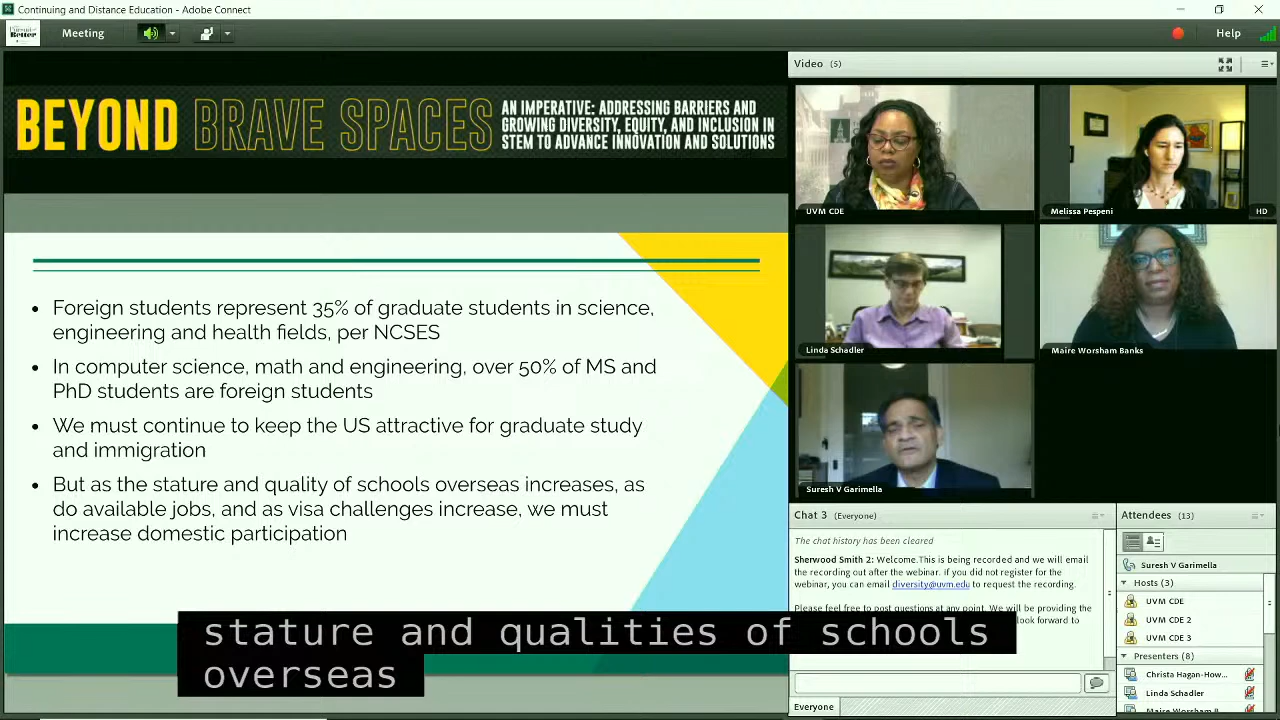 Continuing and Distance Education - Adobe Connect
Meeting
Help
BEYOND BRAVE SPACES
AN IMPERATIVE: ADDRESSING BARRIERS AND
GROWING DIVERSITY, EQUITY, AND INCLUSION IN
STEM TO ADVANCE INNOVATION AND SOLUTIONS
• Foreign students represent 35% of graduate students in science,
engineering and health fields, per NCSES
• In computer science, math and engineering, over 50% of MS and
PhD students are foreign students
• We must continue to keep the US attractive for graduate study
and immigration
• But as the stature and quality of schools overseas increases, as
do available jobs, and as visa challenges increase, we must
increase domestic participation
stature and qualities of schools
overseas
Video (5)
UVM CDE
Melissa Pespeni
HD
Linda Schadler
Maire Worsham Banks
Suresh V Garimella
Chat 3 (Everyone)
The chat history has been cleared
Sherwood Smith 2: Welcome.This is being recorded and we will email
the recording out after the webinar. if you did not register for the
webinar, you can email diversity@uvm.edu to request the recording.
Please feel free to post questions at any point. We will be providing the
look forward to
Everyone
Attendees (13)
Suresh V Garimella
Hosts (3)
UVM CDE
UVM CDE 2
UVM CDE 3
Presenters (8)
Christa Hagan-How...
Linda Schadler
Maire Worsham B...